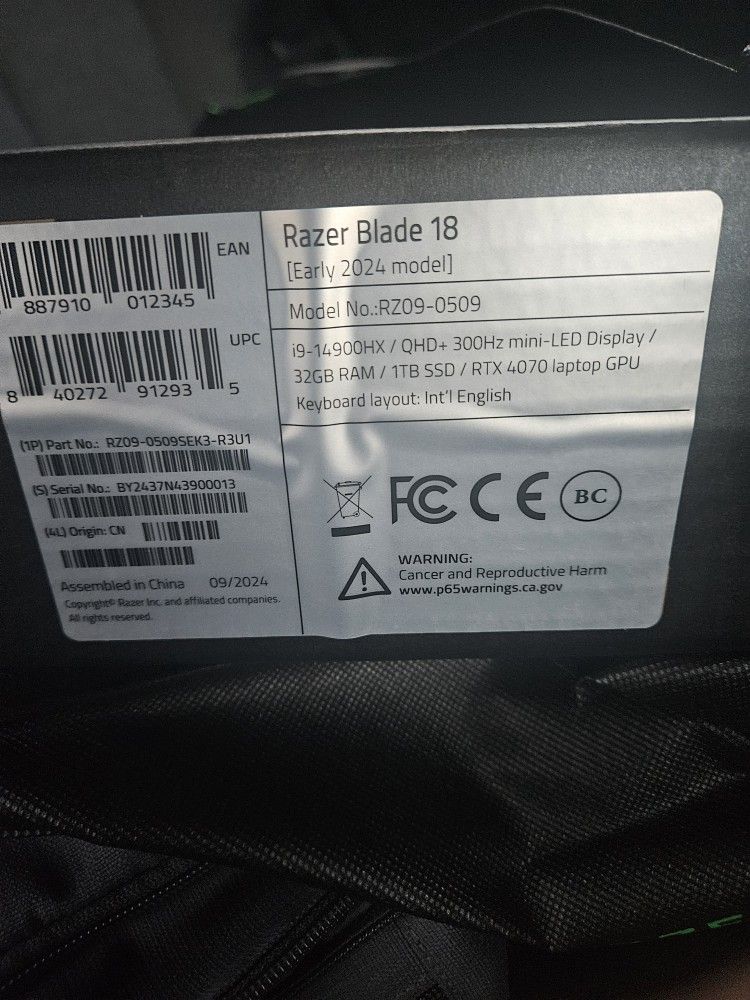 EAN
887910 012345
UPC
8 40272 91293 5
(1P) Part No.: RZ09-0509SEK3-R3U1
(S) Serial No.: BY2437N43900013
(4L) Origin: CN
Assembled in China 09/2024
Copyright© Razer Inc. and affiliated companies.
All rights reserved.
Razer Blade 18
[Early 2024 model]
Model No.:RZ09-0509
i9-14900HX / QHD+ 300Hz mini-LED Display /
32GB RAM / 1TB SSD / RTX 4070 laptop GPU
Keyboard layout: Int'l English
FC CE BC
WARNING:
Cancer and Reproductive Harm
www.p65warnings.ca.gov